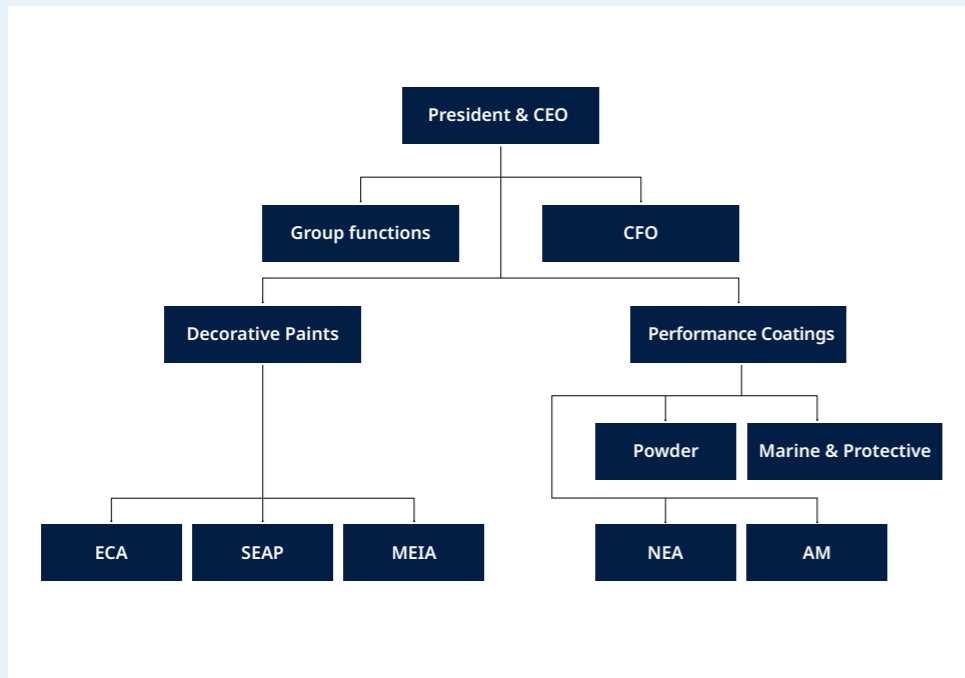 President & CEO
Group functions
CFO
Decorative Paints
Performance Coatings
Powder
Marine & Protective
ECA
SEAP
MEIA
NEA
AM